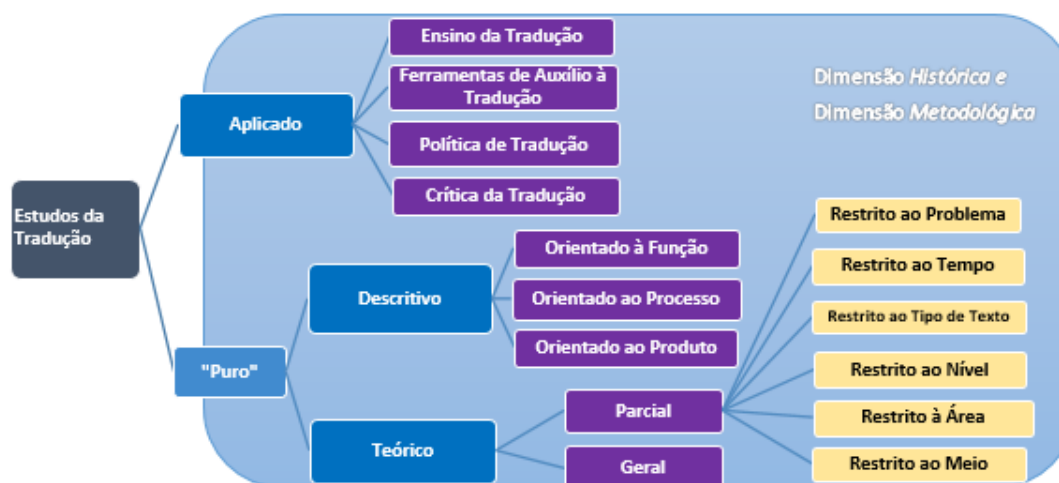 Ensino da Tradução
Ferramentas de Auxílio à
Tradução
Dimensão Histórica e
Dimensão Metodológica
Aplicado
Política de Tradução
Crítica da Tradução
Estudos da
Tradução
Restrito ao Problema
Orientado à Função
Restrito ao Tempo
Descritivo
Orientado ao Processo
Restrito ao Tipo de Texto
Orientado ao Produto
"Puro"
Restrito ao Nível
Parcial
Restrito à Área
Teórico
Geral
Restrito ao Meio